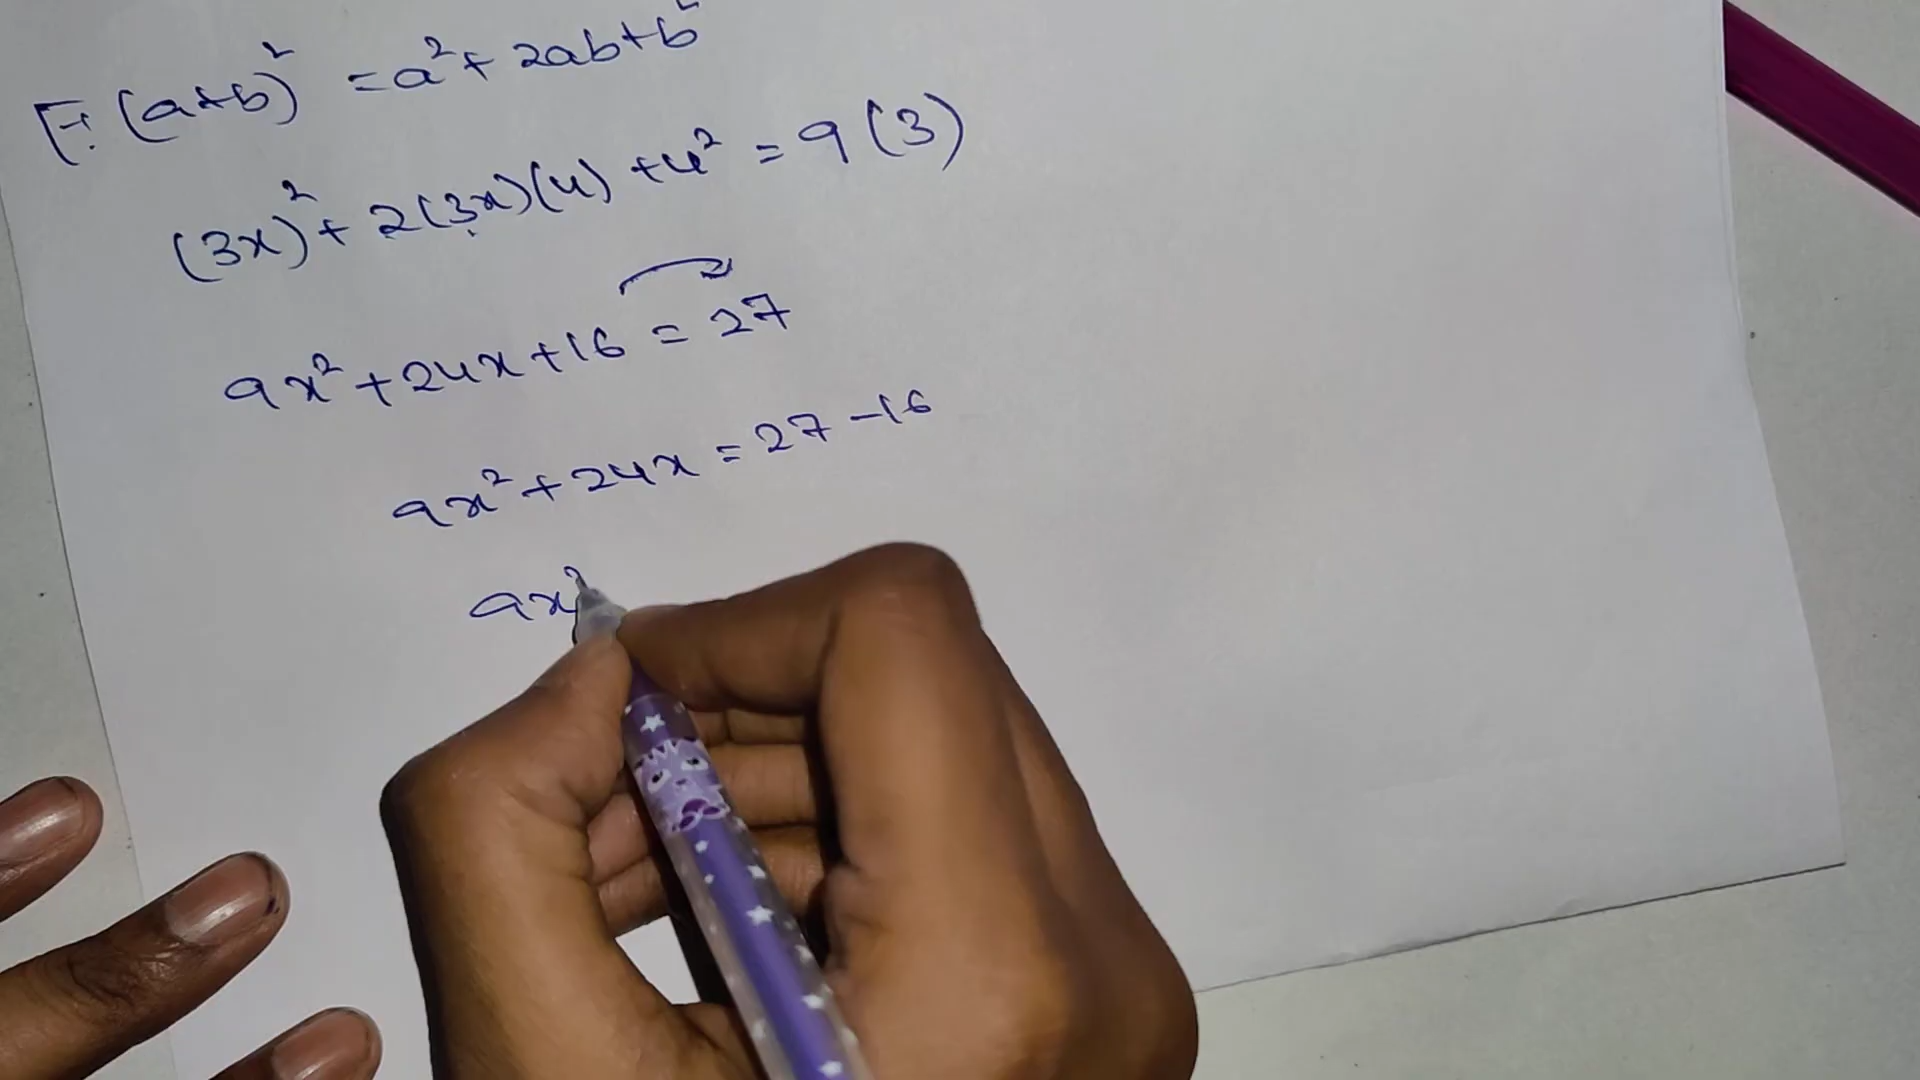 [∵ (a+b)² = a² + 2ab + b²
(3x)² + 2(3x)(4) + 4² = 9(3)
9x² + 24x + 16 = 27
9x² + 24x = 27 - 16
9x²